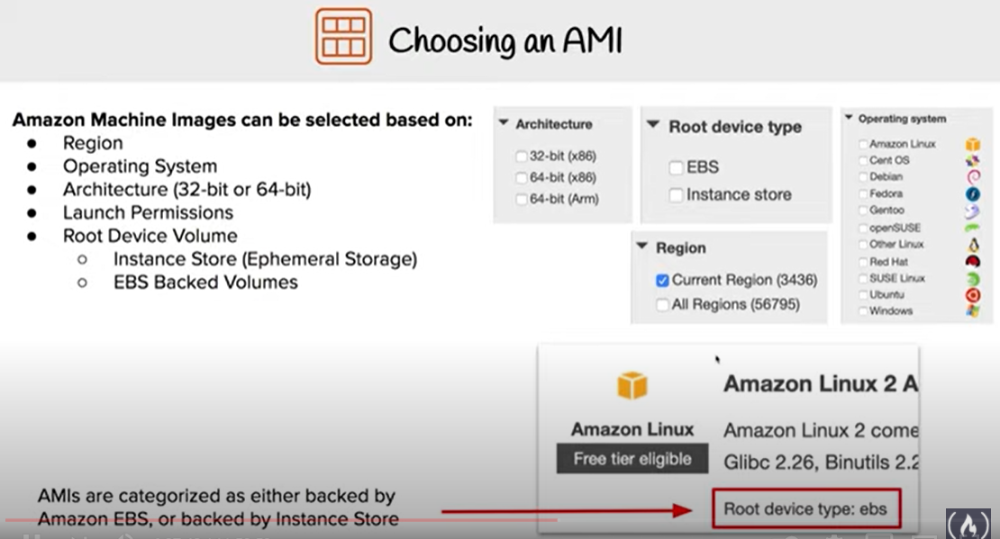 Choosing an AMI
Amazon Machine Images can be selected based on:
Region
Operating System
Architecture (32-bit or 64-bit)
Launch Permissions
Root Device Volume
Instance Store (Ephemeral Storage)
EBS Backed Volumes
Architecture
32-bit (x86)
64-bit (x86)
64-bit (Arm)
Root device type
EBS
Instance store
Region
Current Region (3436)
All Regions (56795)
Operating system
Amazon Linux
Cent OS
Debian
Fedora
Gentoo
openSUSE
Other Linux
Red Hat
SUSE Linux
Ubuntu
Windows
Amazon Linux
Free tier eligible
Amazon Linux 2 A
Amazon Linux 2 come
Glibc 2.26, Binutils 2.2
Root device type: ebs
AMIs are categorized as either backed by
Amazon EBS, or backed by Instance Store